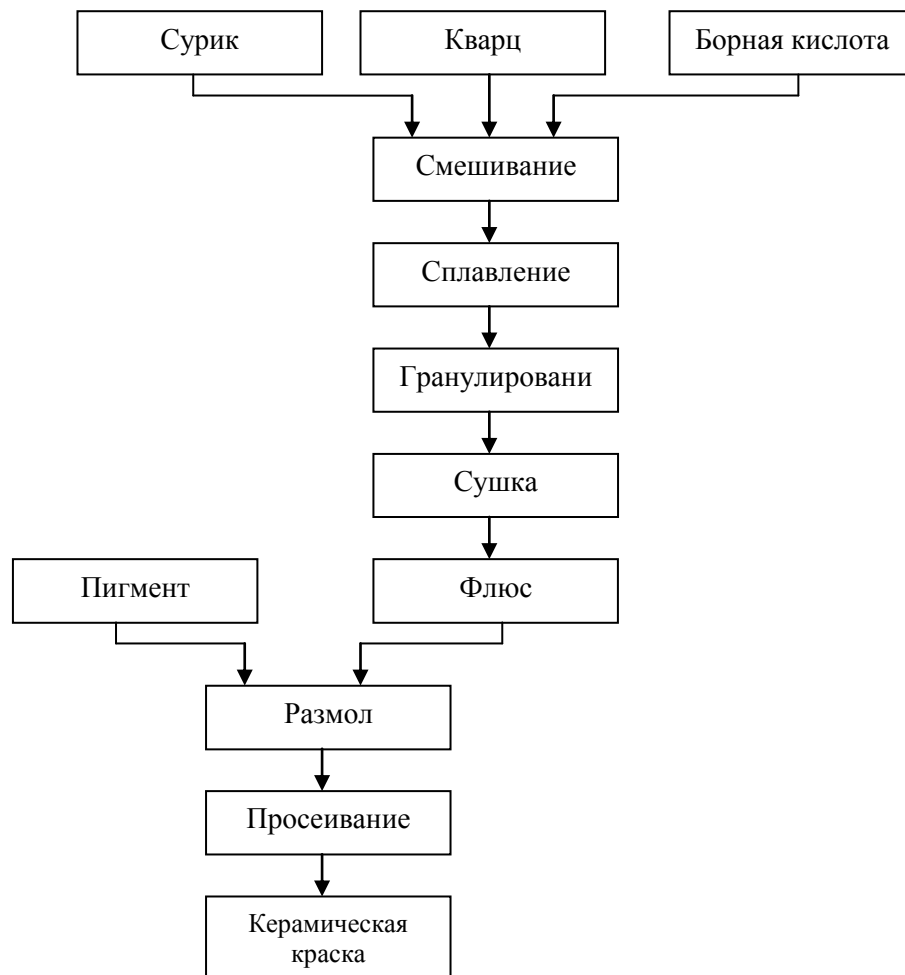 Сурик
Кварц
Борная кислота
Смешивание
Сплавление
Гранулировани
Сушка
Пигмент
Флюс
Размол
Просеивание
Керамическая
краска